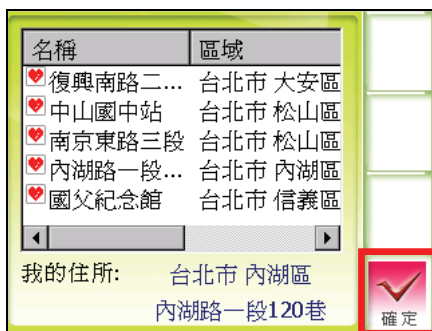 名稱 區域
復興南路二... 台北市 大安區
中山國中站 台北市 松山區
南京東路三段 台北市 松山區
內湖路一段... 台北市 內湖區
國父紀念館 台北市 信義區
我的住所: 台北市 內湖區
內湖路一段120巷
確定